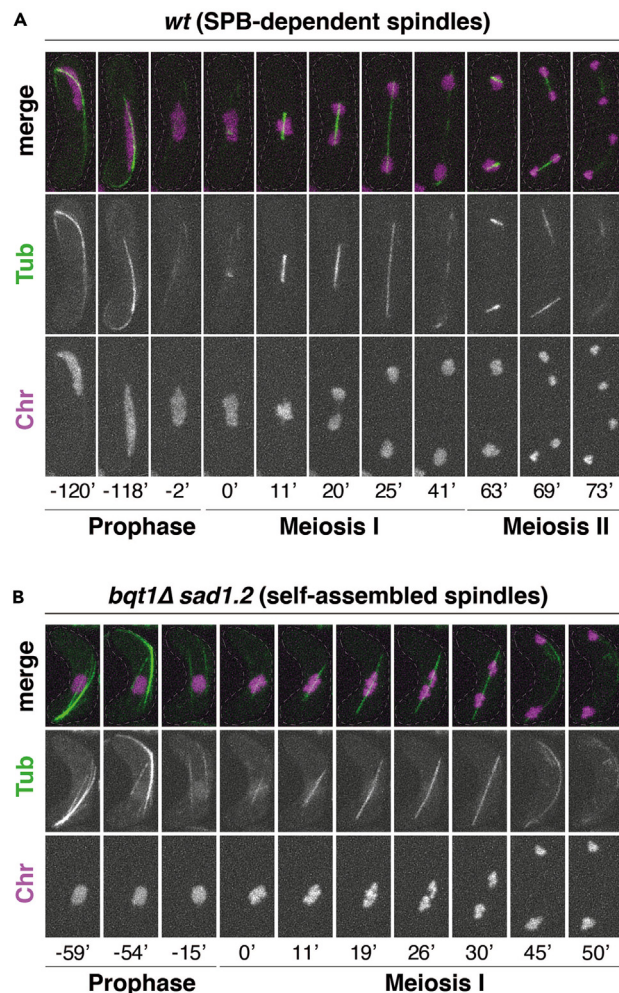 A
wt (SPB-dependent spindles)
merge
Tub
Chr
-120' -118' -2' 0' 11' 20' 25' 41' 63' 69' 73'
Prophase Meiosis I Meiosis II
B
bqt1Δ sad1.2 (self-assembled spindles)
merge
Tub
Chr
-59' -54' -15' 0' 11' 19' 26' 30' 45' 50'
Prophase Meiosis I